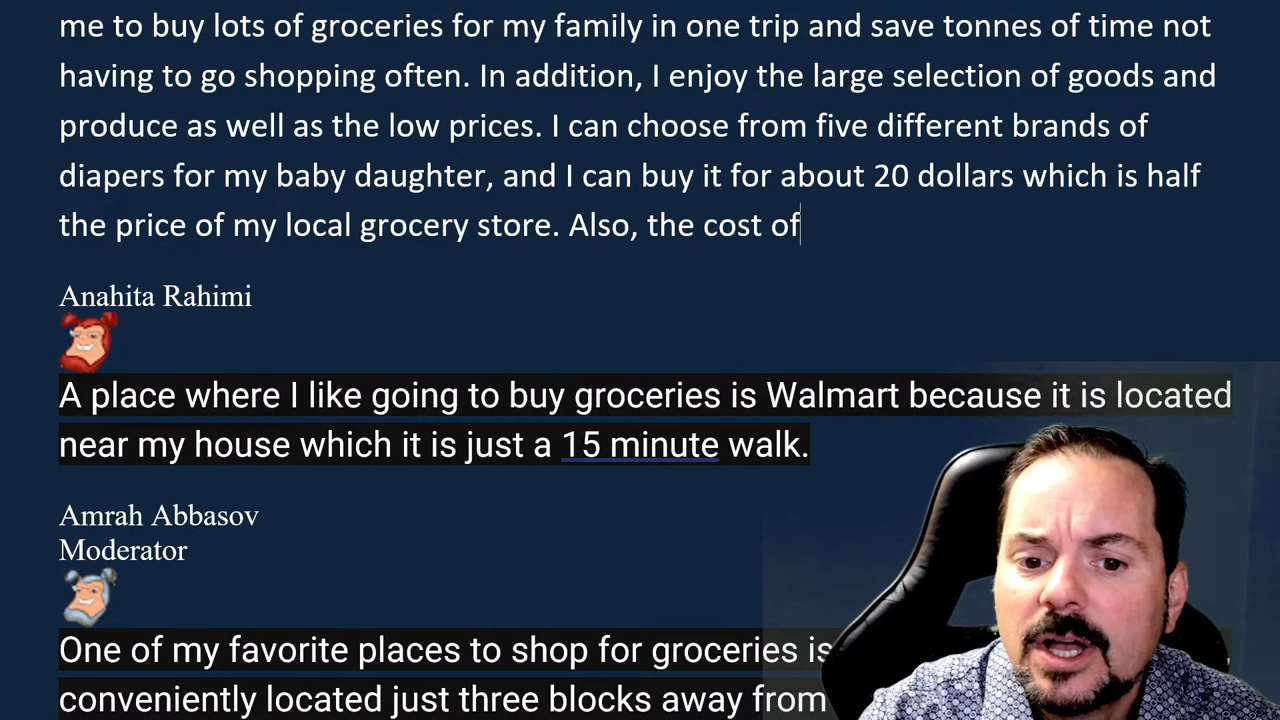 me to buy lots of groceries for my family in one trip and save tonnes of time not
having to go shopping often. In addition, I enjoy the large selection of goods and
produce as well as the low prices. I can choose from five different brands of
diapers for my baby daughter, and I can buy it for about 20 dollars which is half
the price of my local grocery store. Also, the cost of
Anahita Rahimi
A place where I like going to buy groceries is Walmart because it is located
near my house which it is just a 15 minute walk.
Amrah Abbasov
Moderator
One of my favorite places to shop for groceries is
conveniently located just three blocks away from